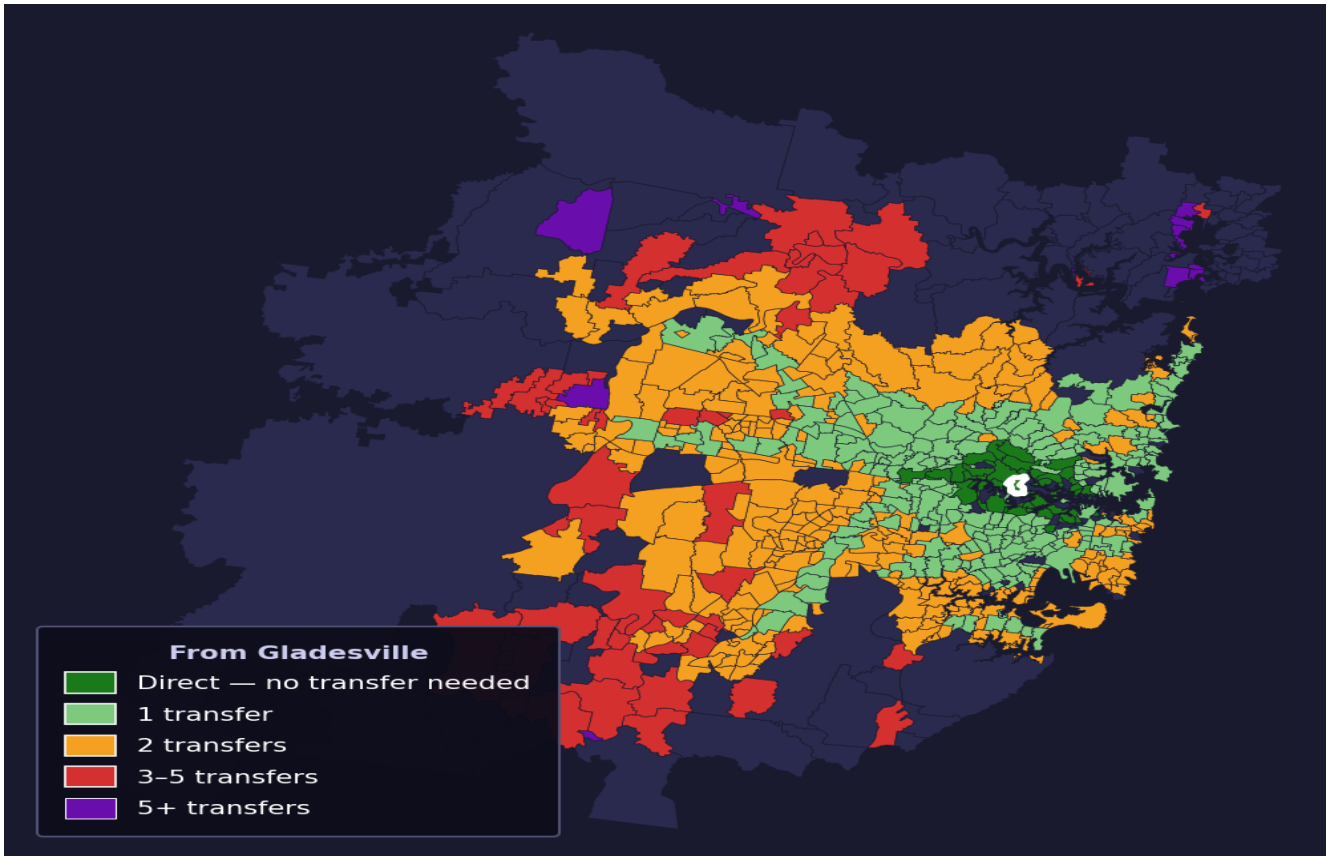 From Gladesville
Direct — no transfer needed
1 transfer
2 transfers
3–5 transfers
5+ transfers